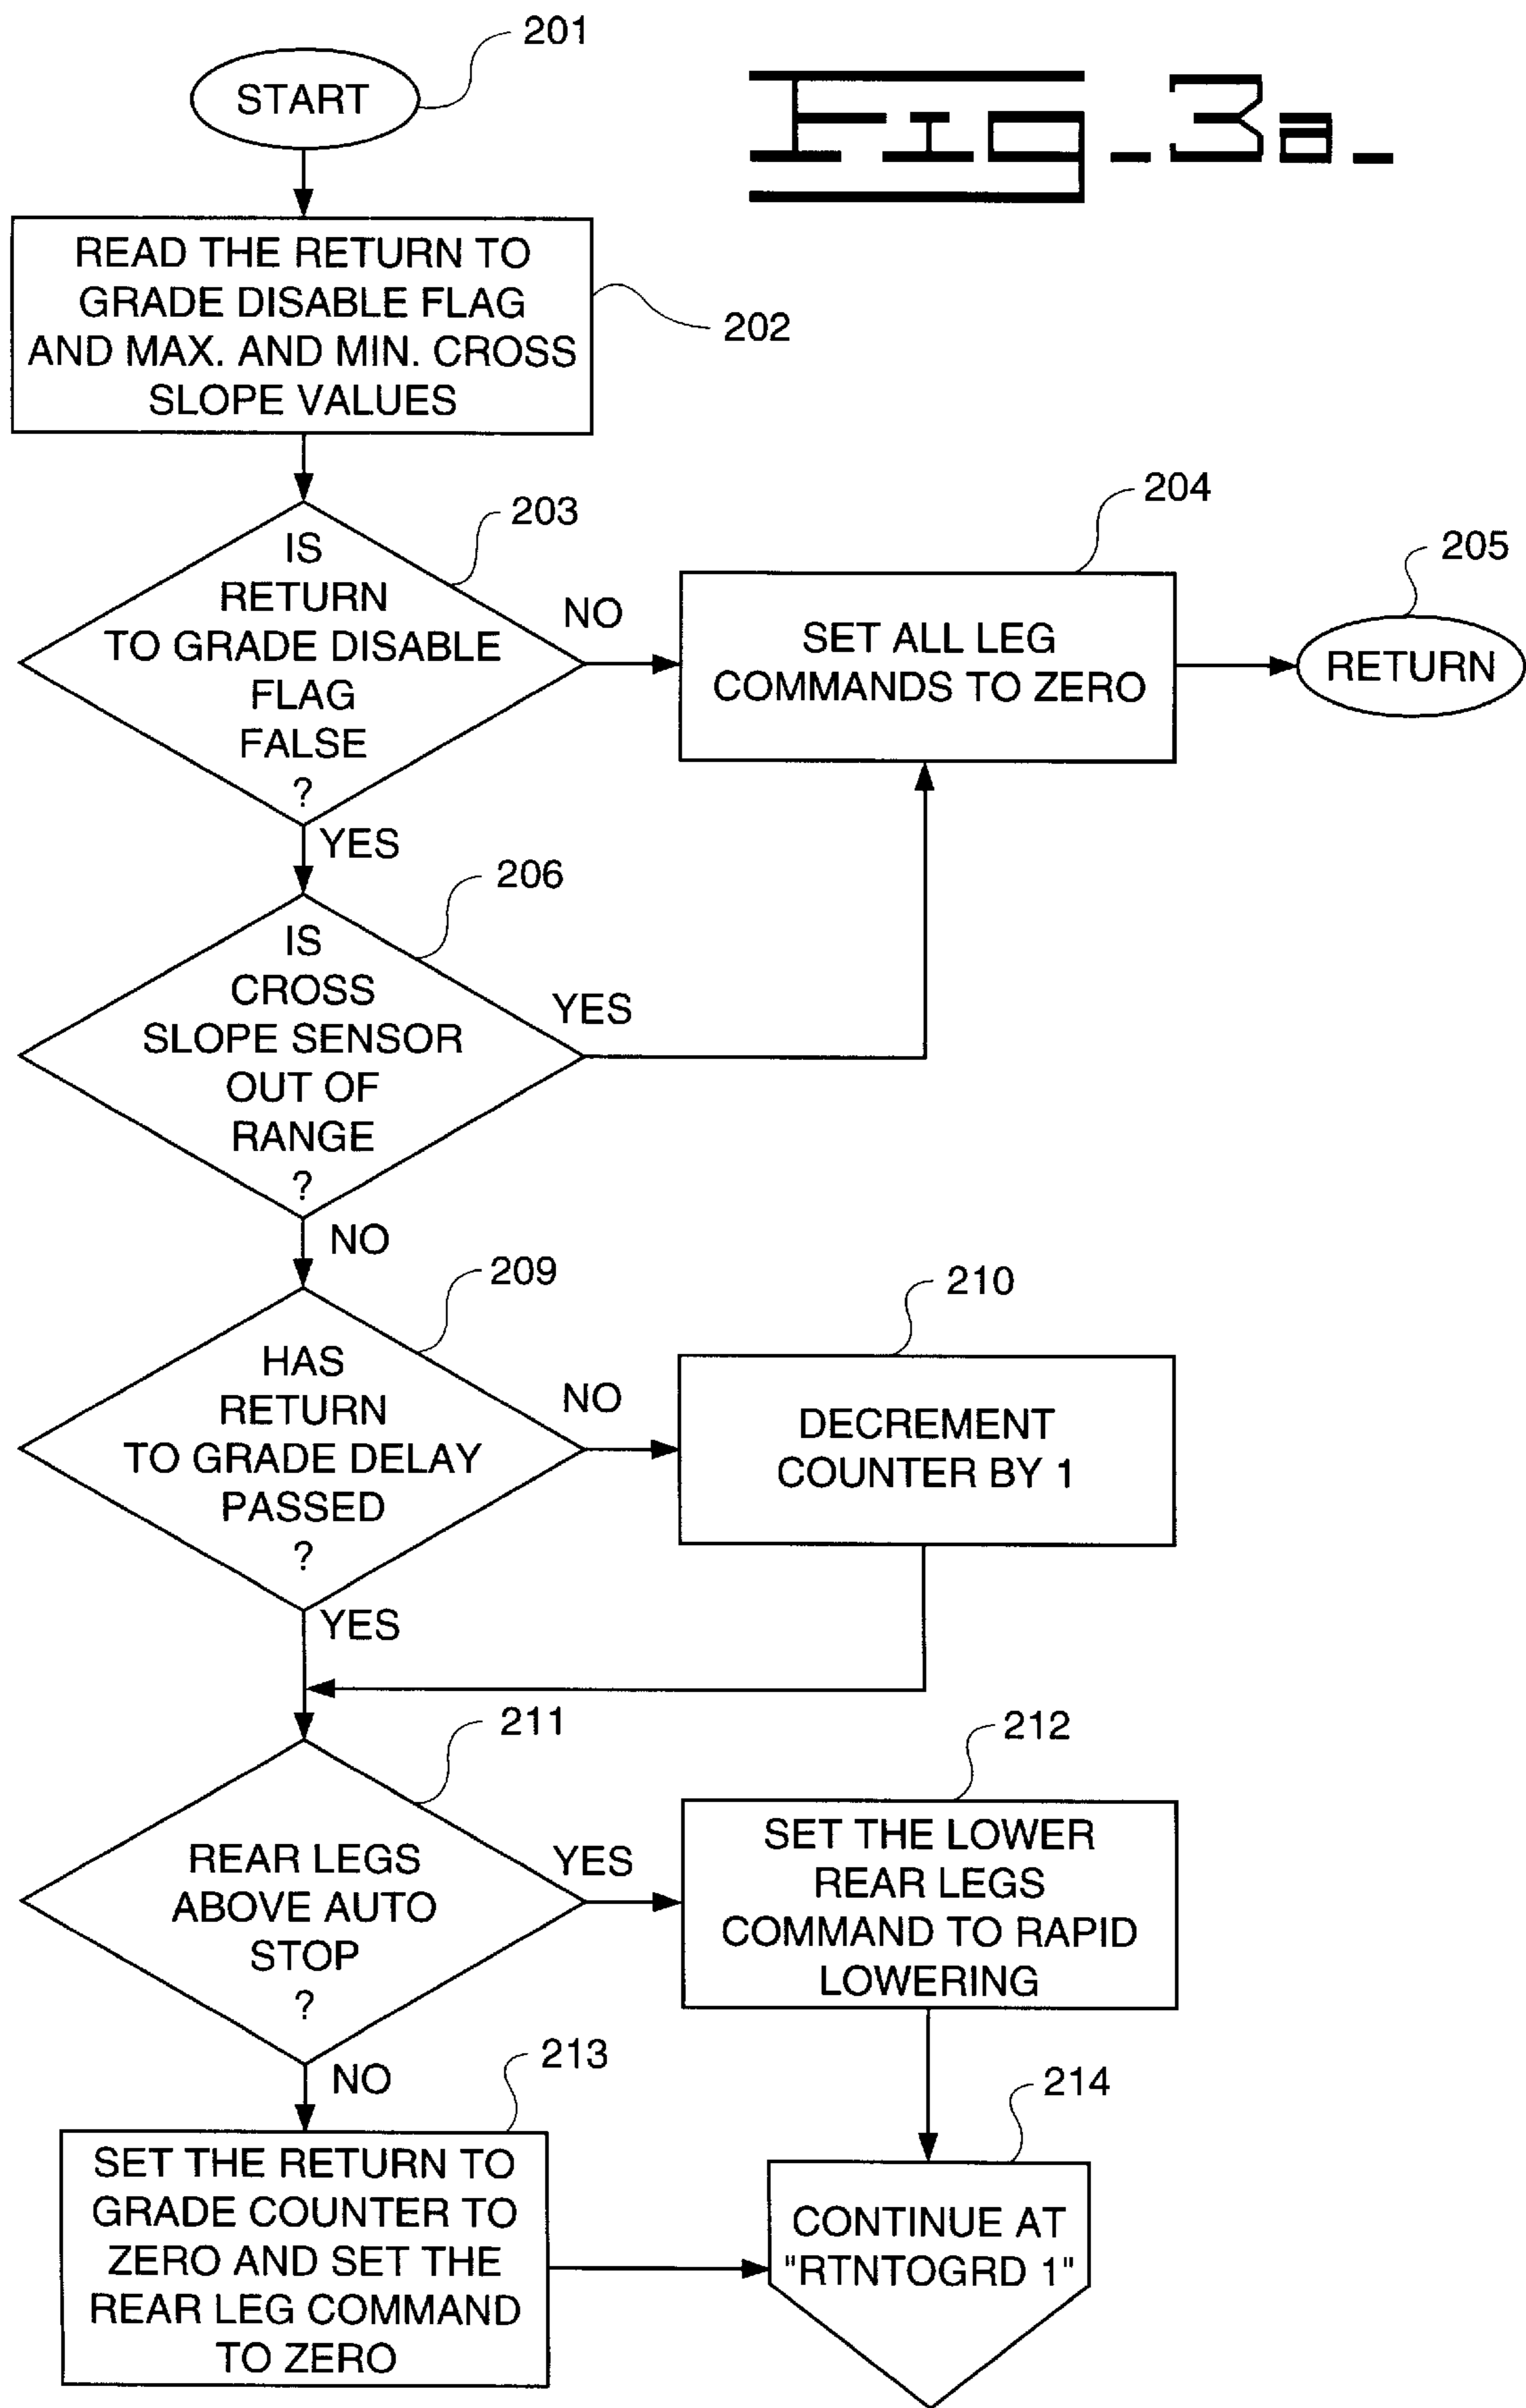 201
START
Fig_3a_
READ THE RETURN TO
GRADE DISABLE FLAG
AND MAX. AND MIN. CROSS
SLOPE VALUES
202
203
IS
RETURN
TO GRADE DISABLE
FLAG
FALSE
?
NO
204
SET ALL LEG
COMMANDS TO ZERO
205
RETURN
YES
206
IS
CROSS
SLOPE SENSOR
OUT OF
RANGE
?
YES
NO
209
HAS
RETURN
TO GRADE DELAY
PASSED
?
NO
210
DECREMENT
COUNTER BY 1
YES
211
REAR LEGS
ABOVE AUTO
STOP
?
YES
212
SET THE LOWER
REAR LEGS
COMMAND TO RAPID
LOWERING
NO
213
SET THE RETURN TO
GRADE COUNTER TO
ZERO AND SET THE
REAR LEG COMMAND
TO ZERO
214
CONTINUE AT
"RTNTOGRD 1"